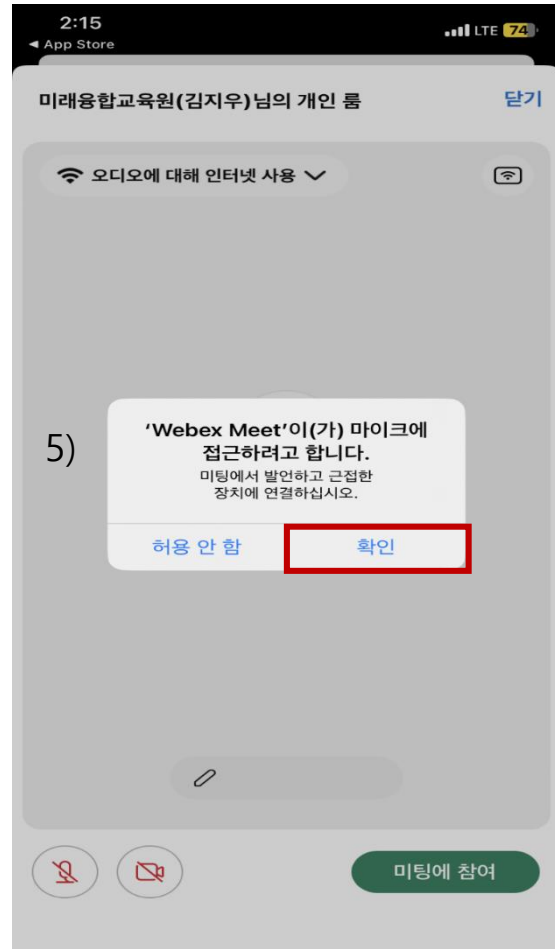 2:15
LTE 74
◀ App Store
미래융합교육원(김지우)님의 개인 룸
닫기
오디오에 대해 인터넷 사용
5)
‘Webex Meet’이(가) 마이크에
접근하려고 합니다.
미팅에서 발언하고 근접한
장치에 연결하십시오.
허용 안 함
확인
미팅에 참여